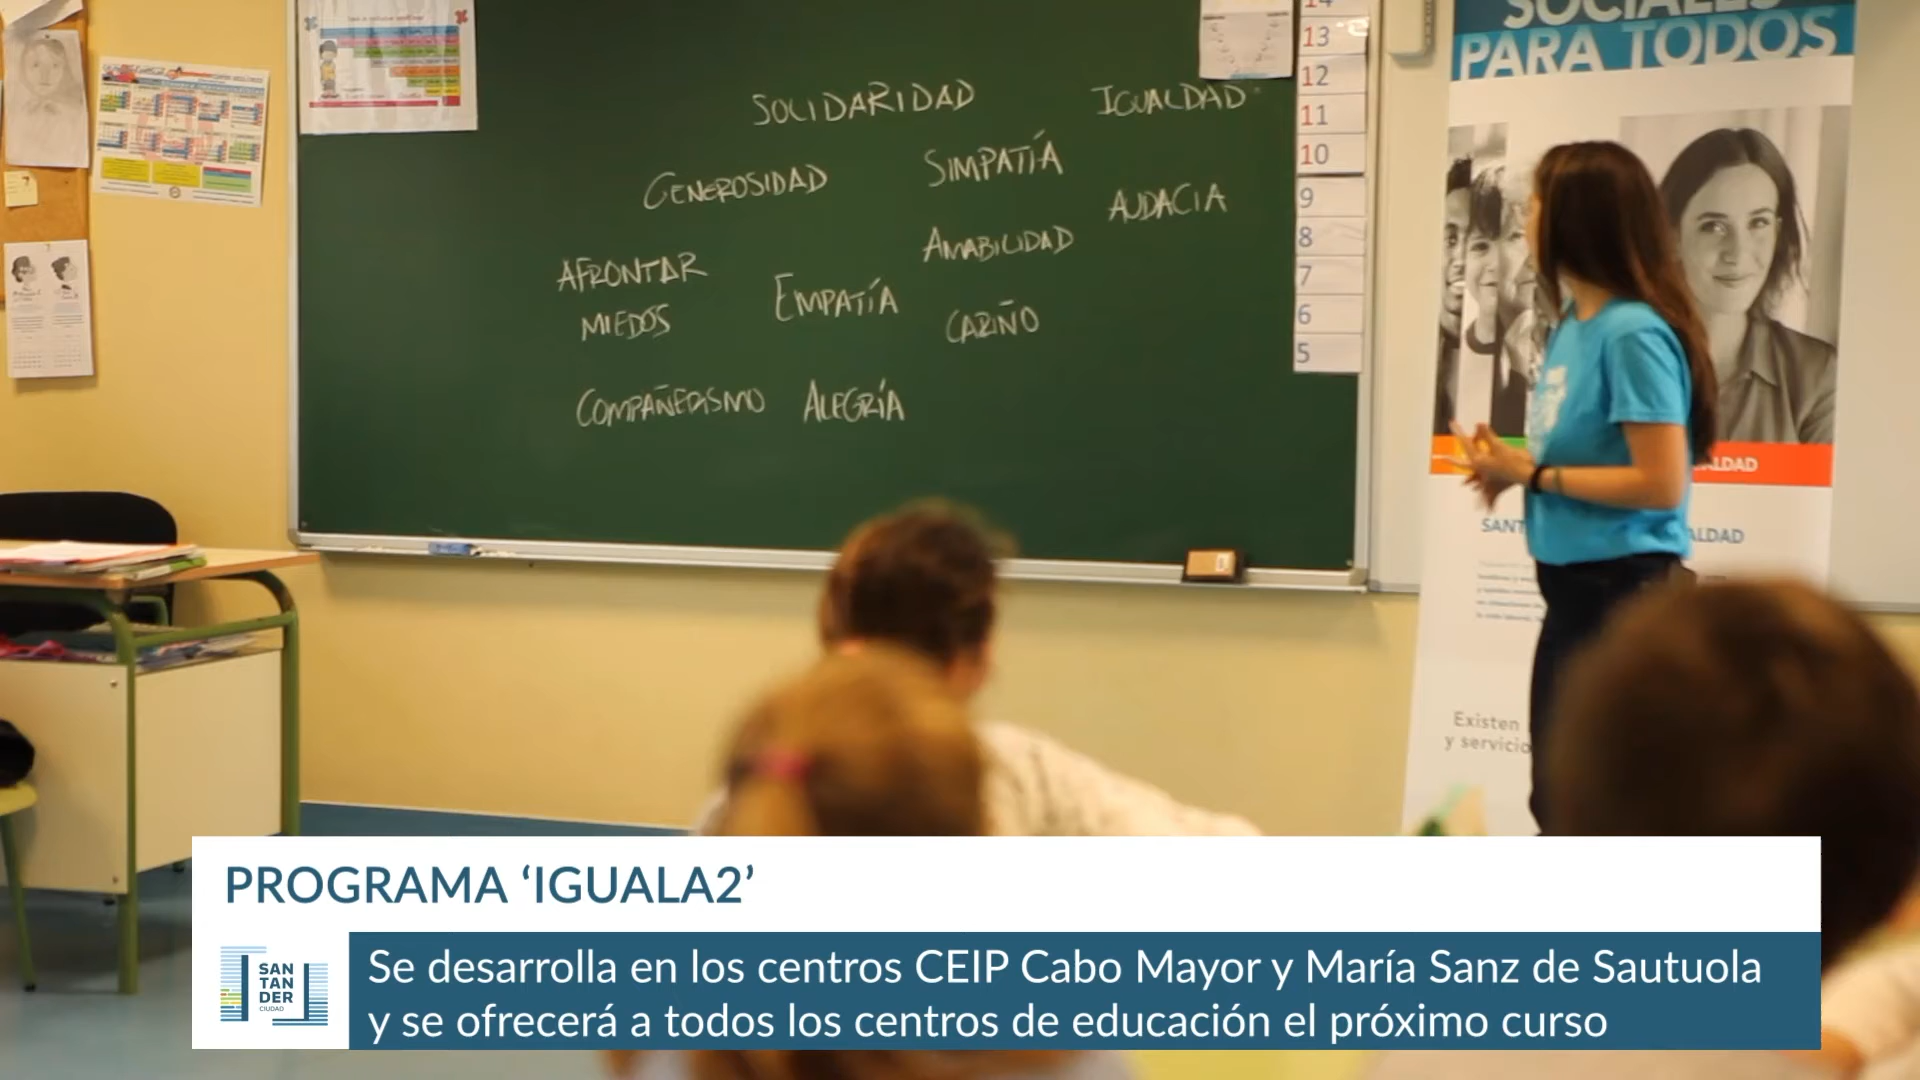 SOCIALES
PARA TODOS
SOLIDARIDAD
IGUALDAD
GENEROSIDAD
SIMPATÍA
AUDACIA
AMABILIDAD
AFRONTAR
MIEDOS
EMPATÍA
CARIÑO
COMPAÑERISMO
ALEGRÍA
14
13
12
11
10
9
8
7
6
5
Existen
y servicio
PROGRAMA ‘IGUALA2’
SAN
TAN
DER
CIUDAD
Se desarrolla en los centros CEIP Cabo Mayor y María Sanz de Sautuola
y se ofrecerá a todos los centros de educación el próximo curso